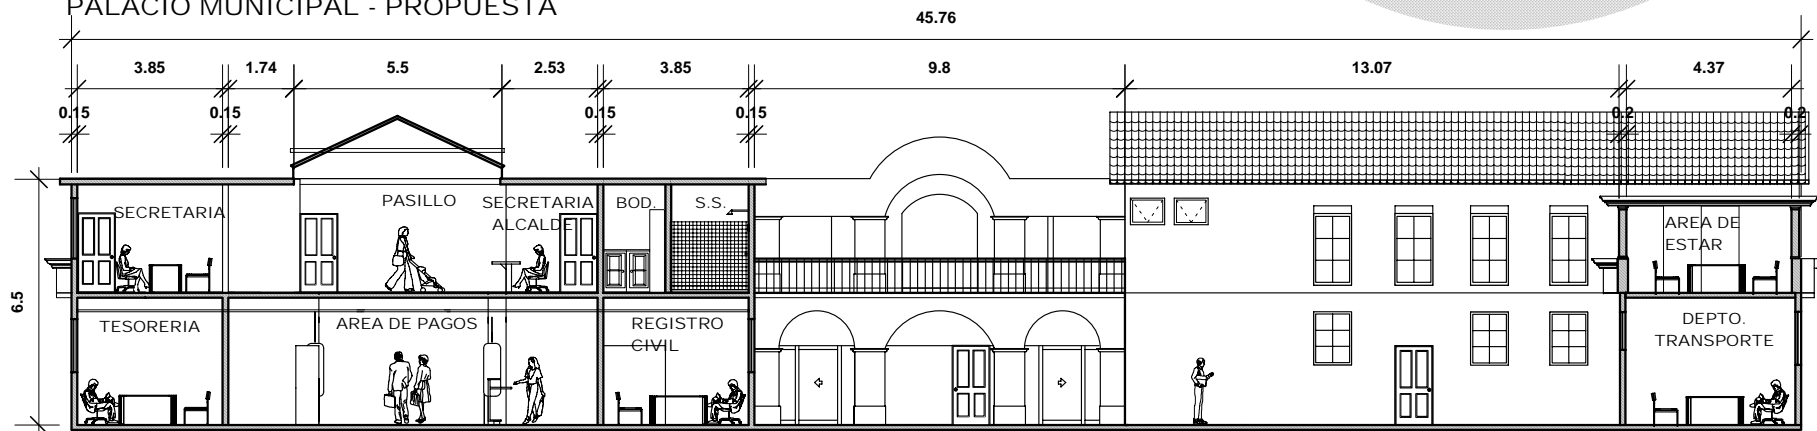 PALACIO MUNICIPAL - PROPUESTA
45.76
3.85 1.74 5.5 2.53 3.85 9.8 13.07 4.37
0.15 0.15 0.15 0.15 0.2 0.2
6.5
SECRETARIA
PASILLO
SECRETARIA
ALCALDE
BOD.
S.S.
AREA DE
ESTAR
TESORERIA
AREA DE PAGOS
REGISTRO
CIVIL
DEPTO.
TRANSPORTE